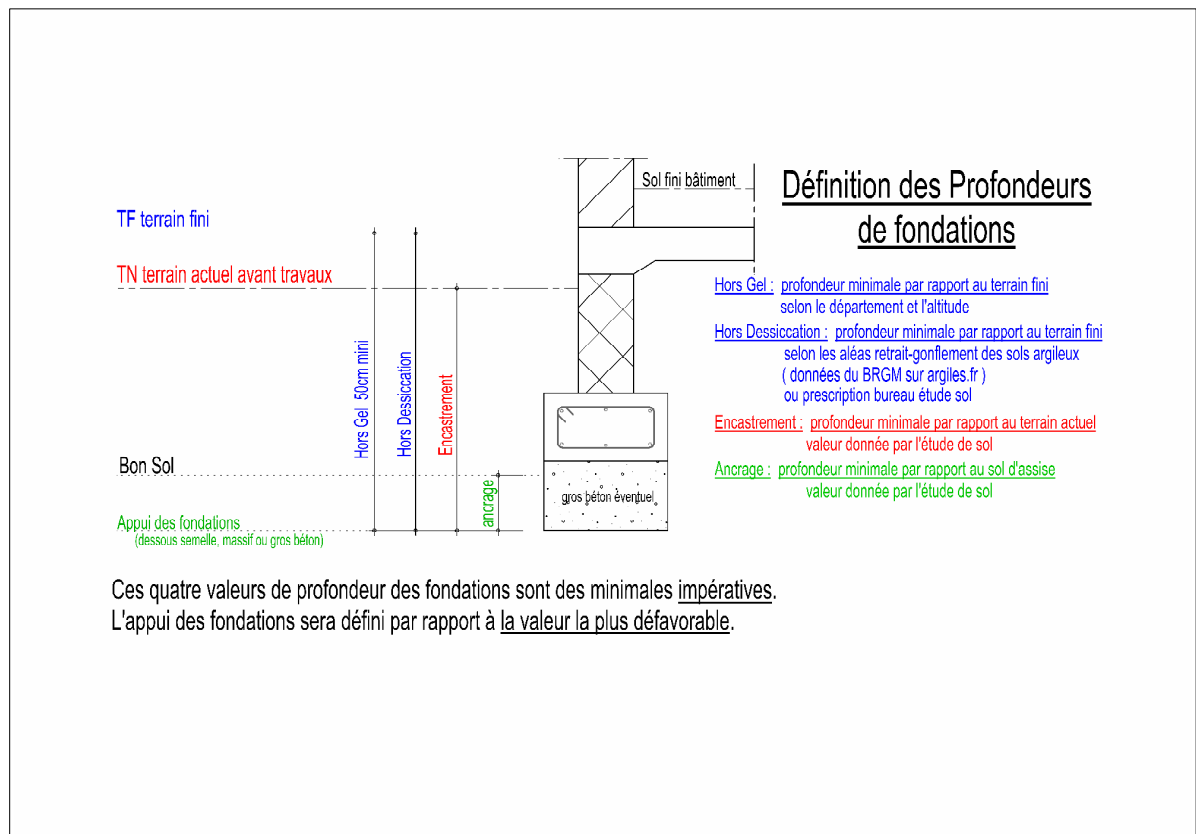 Sol fini bâtiment
Définition des Profondeurs
de fondations
TF terrain fini
TN terrain actuel avant travaux
Hors Gel 50cm mini
Hors Dessiccation
Encastrement
ancrage
Bon Sol
gros béton éventuel
Appui des fondations
(dessous semelle, massif ou gros béton)
Hors Gel : profondeur minimale par rapport au terrain fini
selon le département et l'altitude
Hors Dessiccation : profondeur minimale par rapport au terrain fini
selon les aléas retrait-gonflement des sols argileux
( données du BRGM sur argiles.fr )
ou prescription bureau étude sol
Encastrement : profondeur minimale par rapport au terrain actuel
valeur donnée par l'étude de sol
Ancrage : profondeur minimale par rapport au sol d'assise
valeur donnée par l'étude de sol
Ces quatre valeurs de profondeur des fondations sont des minimales impératives.
L'appui des fondations sera défini par rapport à la valeur la plus défavorable.